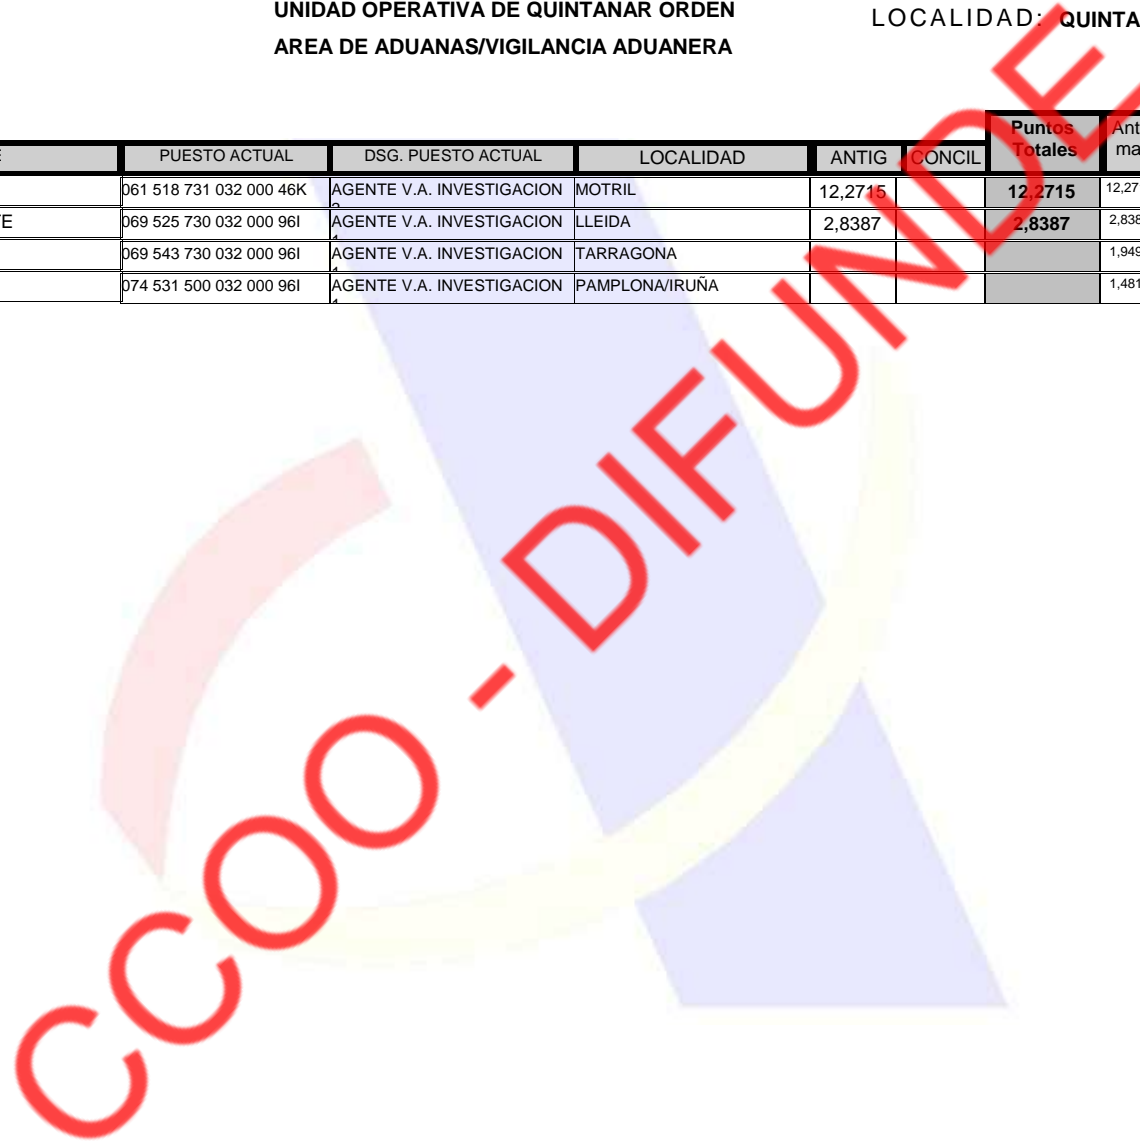 UNIDAD OPERATIVA DE QUINTANAR ORDEN
LOCALIDAD: QUINTA
AREA DE ADUANAS/VIGILANCIA ADUANERA
PUESTO ACTUAL DSG. PUESTO ACTUAL LOCALIDAD ANTIG CONCIL Puntos Totales Ant ma
061 518 731 032 000 46K AGENTE V.A. INVESTIGACION MOTRIL 12,2715 12,2715 12,27
TE 069 525 730 032 000 96I AGENTE V.A. INVESTIGACION LLEIDA 2,8387 2,8387 2,838
069 543 730 032 000 96I AGENTE V.A. INVESTIGACION TARRAGONA 1,949
074 531 500 032 000 96I AGENTE V.A. INVESTIGACION PAMPLONA/IRUÑA 1,481
CCOO - DIFUNDE